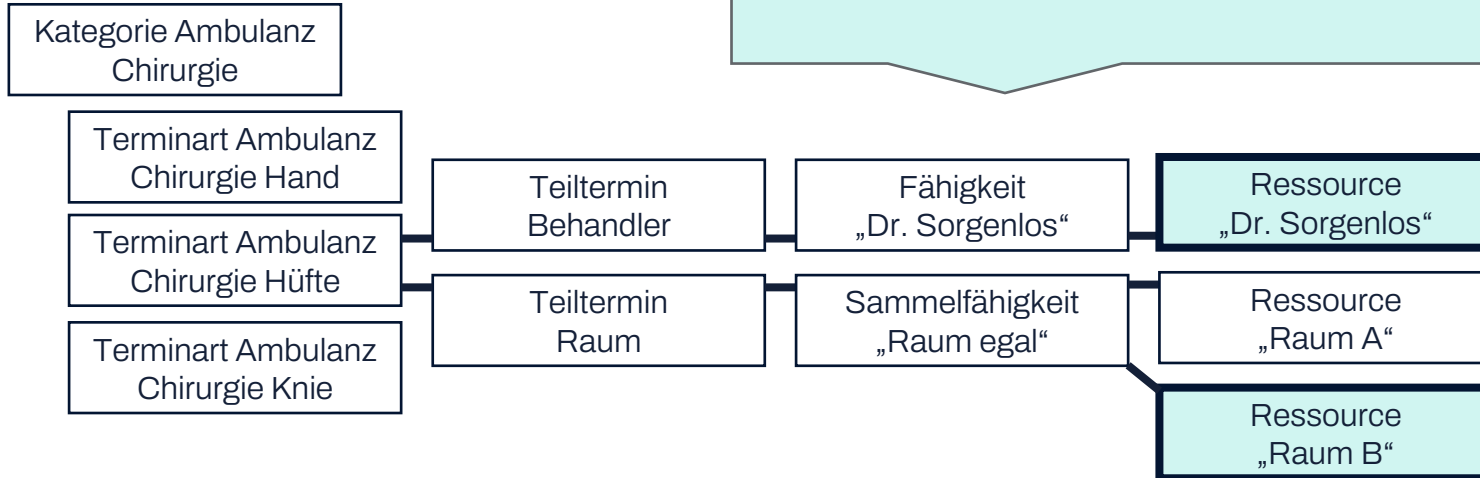 Kategorie Ambulanz
Chirurgie
Terminart Ambulanz
Chirurgie Hand
Terminart Ambulanz
Chirurgie Hüfte
Terminart Ambulanz
Chirurgie Knie
Teiltermin
Behandler
Teiltermin
Raum
Fähigkeit
„Dr. Sorgenlos“
Sammelfähigkeit
„Raum egal“
Ressource
„Dr. Sorgenlos“
Ressource
„Raum A“
Ressource
„Raum B“